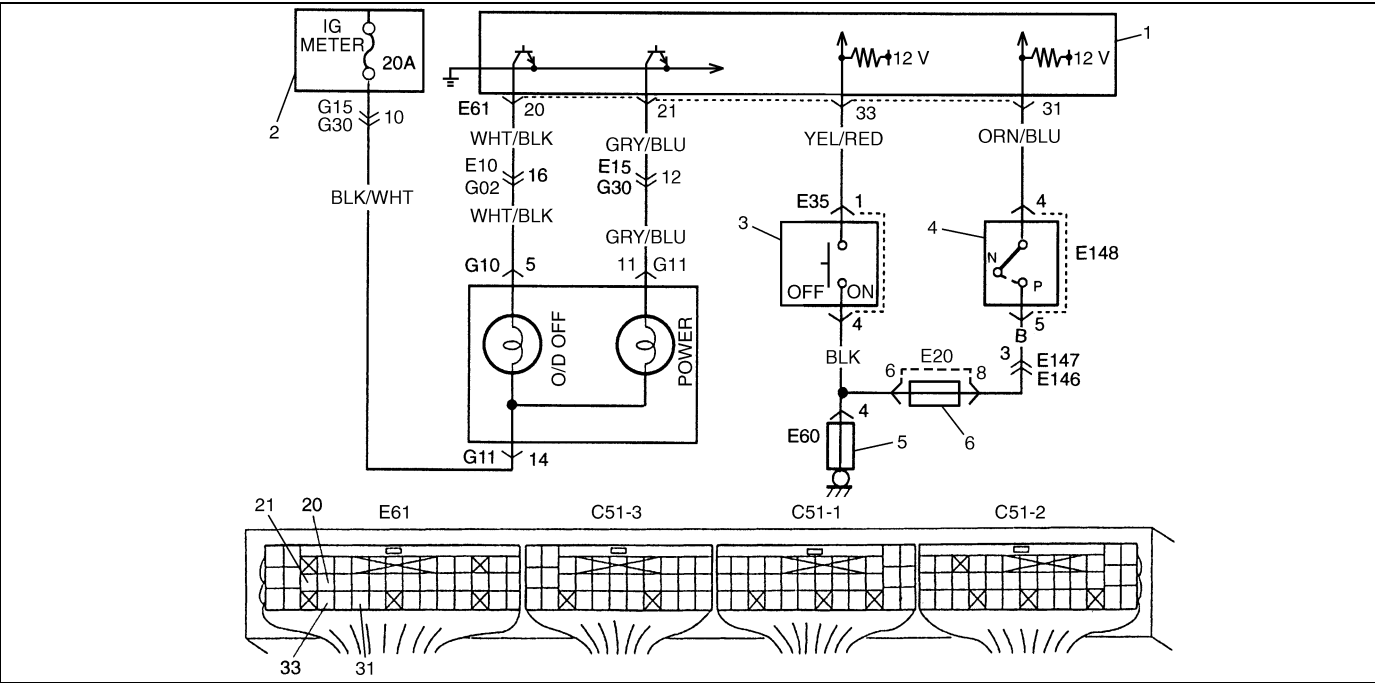 IG
METER
20A
2
G15
G30
10
BLK/WHT
1
12 V
12 V
E61
20
21
33
31
WHT/BLK
GRY/BLU
YEL/RED
ORN/BLU
E10
G02
16
E15
G30
12
WHT/BLK
GRY/BLU
G10
5
11
G11
O/D OFF
POWER
G11
14
E35
1
3
OFF
ON
4
BLK
4
4
N
P
E148
5
B
3
E147
E146
6
E20
8
6
4
E60
5
21
20
E61
C51-3
C51-1
C51-2
33
31